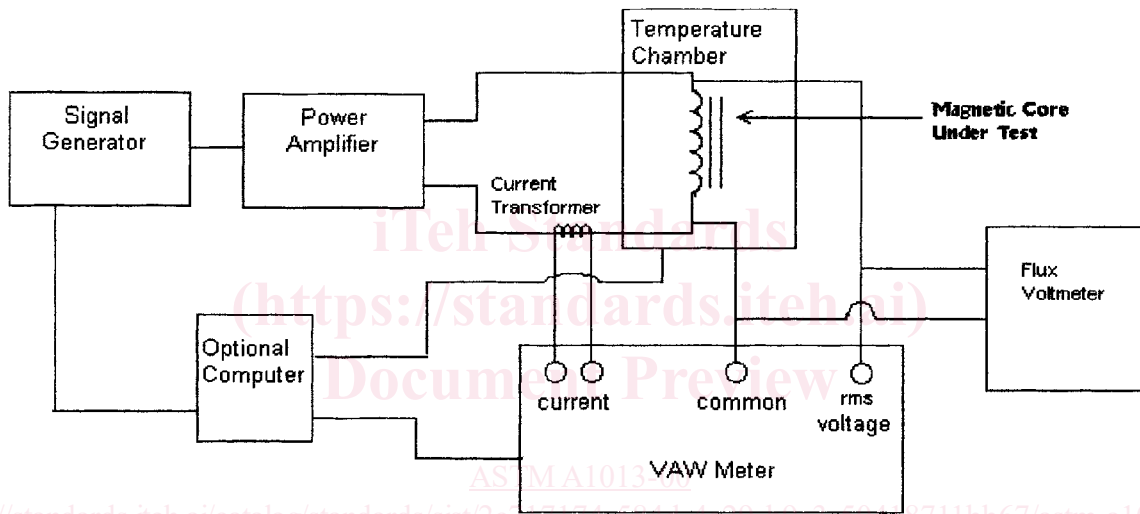 Temperature
Chamber
Signal
Generator
Power
Amplifier
Magnetic Core
Under Test
Current
Transformer
iTeh Standards
Flux
Voltmeter
(https://standards.iteh.ai)
Optional
Computer
Document Preview
current
common
rms
voltage
VAW Meter
ASTM A1013-00